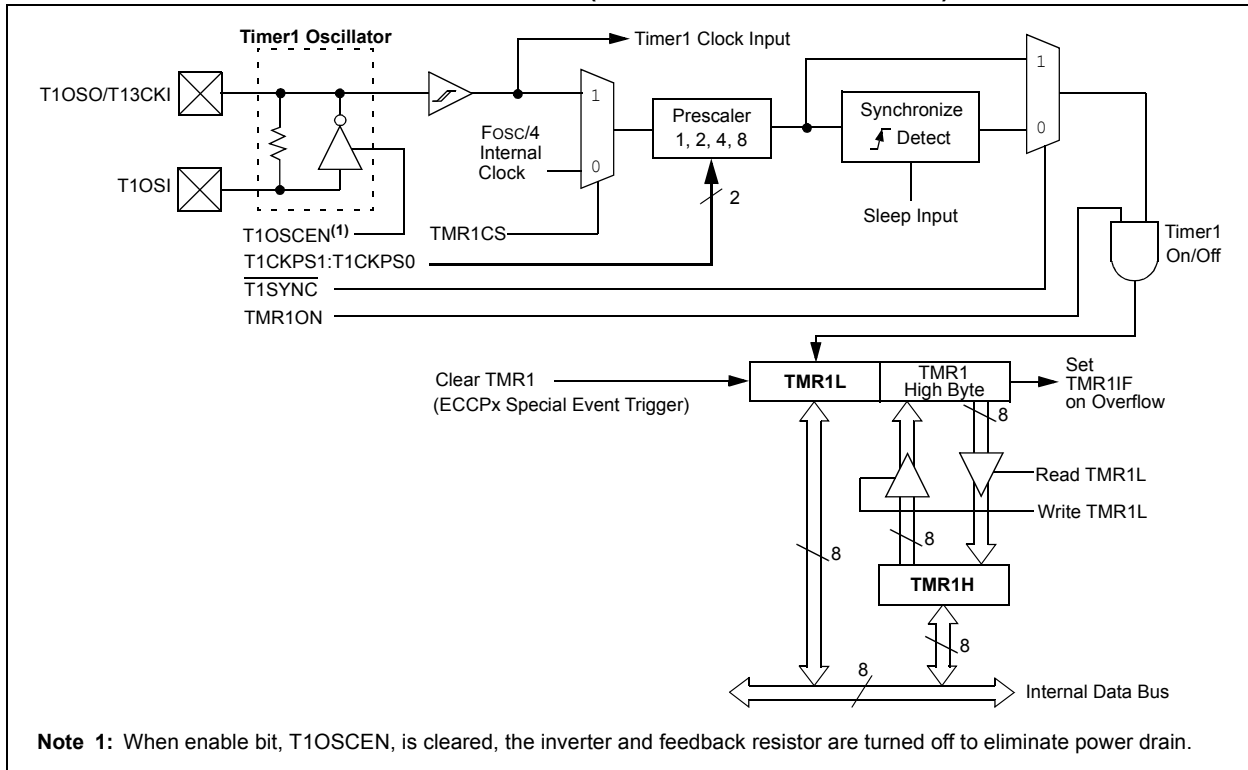 Timer1 Oscillator
Timer1 Clock Input
T1OSO/T13CKI
T1OSI
FOSC/4
Internal
Clock
1
0
Prescaler
1, 2, 4, 8
2
Synchronize
Detect
Sleep Input
1
0
T1OSCEN(1)
TMR1CS
T1CKPS1:T1CKPS0
T1SYNC
TMR1ON
Timer1
On/Off
Clear TMR1
(ECCPx Special Event Trigger)
TMR1L
TMR1
High Byte
Set
TMR1IF
on Overflow
8
Read TMR1L
Write TMR1L
8
8
TMR1H
8
8
Internal Data Bus
Note 1: When enable bit, T1OSCEN, is cleared, the inverter and feedback resistor are turned off to eliminate power drain.